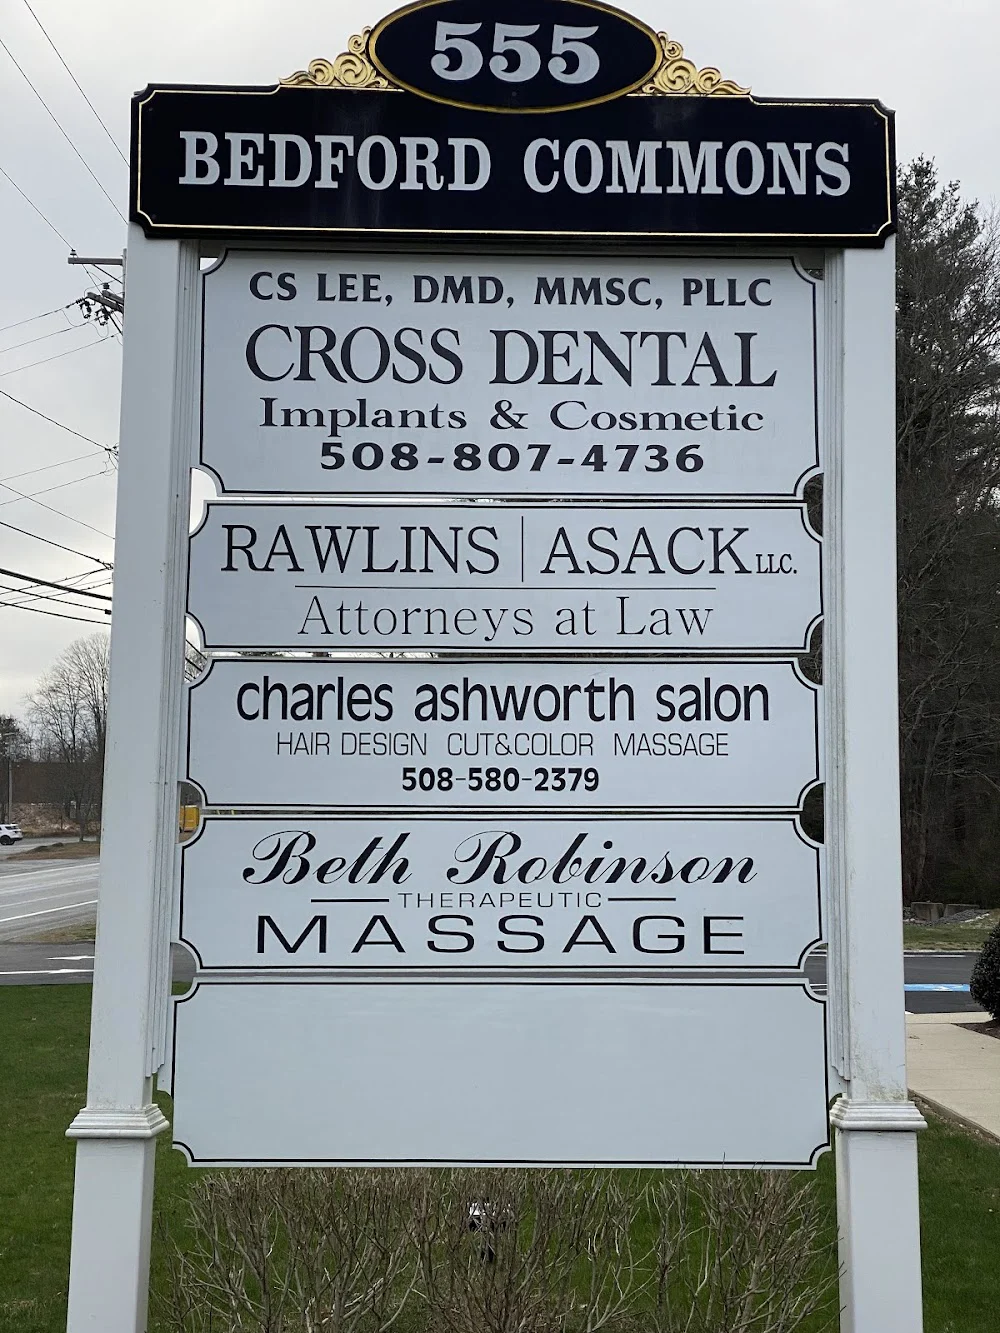 555
BEDFORD COMMONS
CS LEE, DMD, MMSC, PLLC
CROSS DENTAL
Implants & Cosmetic
508-807-4736
RAWLINS | ASACK LLC.
Attorneys at Law
charles ashworth salon
HAIR DESIGN CUT&COLOR MASSAGE
508-580-2379
Beth Robinson
THERAPEUTIC
MASSAGE